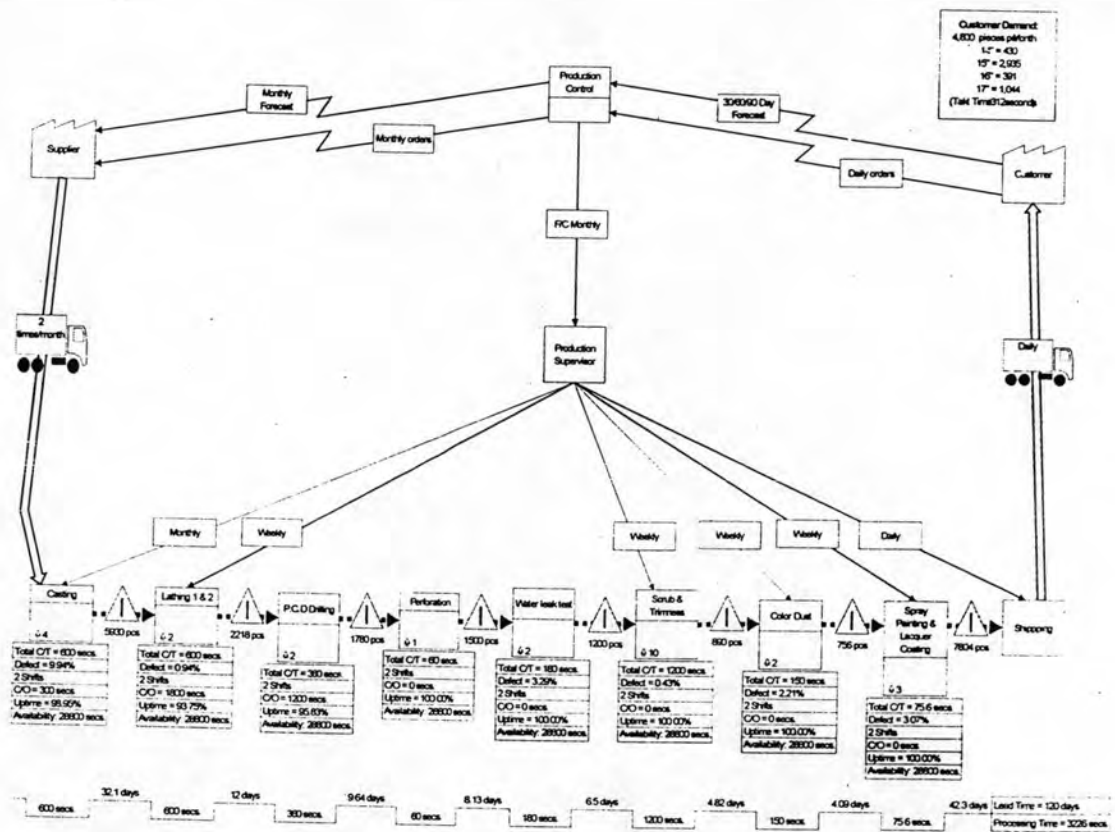 Customer Demand:
4,800 pieces p/month
15" = 2,935
16" = 391
17" = 1,044
(Takt Time312seconds
Production
Control
Monthly
Forecast
30/60/90 Day
Forecast
Supplier
Monthly orders
Daily orders
Customer
F/C Monthly
2
times/month
Production
Supervisor
Daily
Monthly
Weekly
Weekly
Weekly
Weekly
Daily
Casting
4
Total C/T = 600 secs.
Defect = 9.94%
2 Shifts
C/O = 300 secs
Uptime = 98.95%
Availability: 28800 secs.
5930 pcs
Lathing 1 & 2
2
Total C/T = 600 secs.
Defect = 0.94%
2 Shifts
C/O = 1800 secs
Uptime = 93.75%
Availability: 28800 secs.
2218 pcs
P.C.D Drilling
2
Total C/T = 360 secs
2 Shifts
C/O = 1200 secs
Uptime = 95.83%
Availability: 28800 secs.
1780 pcs
Perforation
1
Total C/T = 60 secs
C/O = 0 secs
2 Shifts
Uptime = 100.00%
Availability: 28800 secs.
1500 pcs
Water leak test
2
Total C/T = 180 secs
Defect = 3.29%
2 Shifts
C/O = 0 secs
Uptime = 100.00%
Availability: 28800 secs
1200 pcs
Scrub &
Trimness
10
Total C/T = 1200 secs
Defect = 0.43%
2 Shifts
C/O = 0 secs
Uptime = 100.00%
Availability: 28800 secs
890 pcs
Color Dust
2
Total C/T = 150 secs
Defect = 2.21%
2 Shifts
C/O = 0 secs
Uptime = 100.00%
Availability: 28800 secs
756 pcs
Spray
Painting &
Lacquer
Coating
3
Total C/T = 75.6 secs
Defect = 3.07%
2 Shifts
C/O = 0 secs
Uptime = 100.00%
Availability: 28800 secs
7804 pcs
Shippping
600 secs.
32.1 days
600 secs.
12 days
360 secs.
9.64 days
60 secs.
8.13 days
180 secs.
6.5 days
1200 secs.
4.82 days
150 secs
4.09 days
75.6 secs.
42.3 days
Lead Time = 120 days
Processing Time = 3226 secs